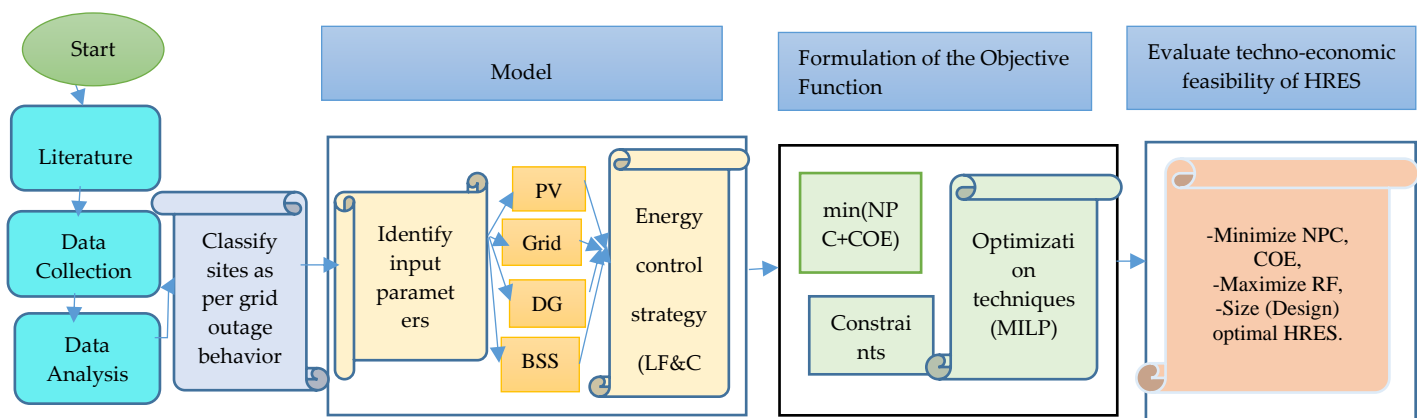 Start
Literature
Data
Collection
Data
Analysis
Classify
sites as
per grid
outage
behavior
Model
Identify
input
paramet
ers
PV
Grid
DG
BSS
Energy
control
strategy
(LF&C
Formulation of the Objective
Function
min(NP
C+COE)
Constrai
nts
Optimizati
on
techniques
(MILP)
Evaluate techno-economic
feasibility of HRES
-Minimize NPC,
COE,
-Maximize RF,
-Size (Design)
optimal HRES.